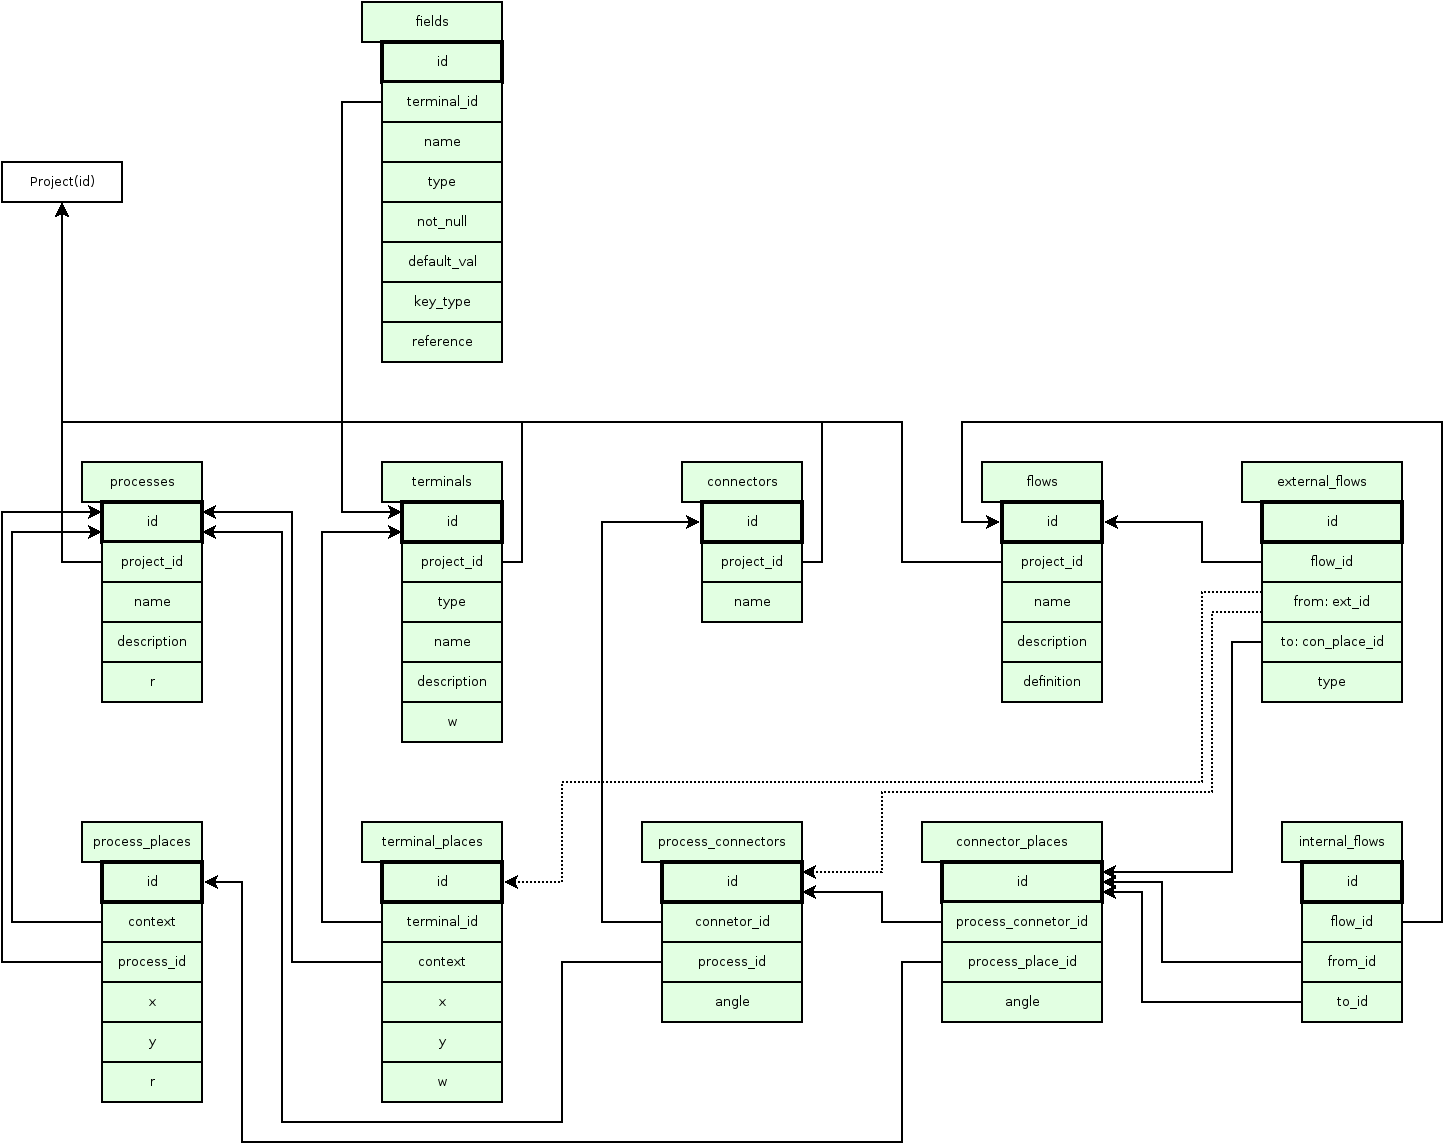 fields
id
terminal_id
name
type
not_null
default_val
key_type
reference
Project(id)
processes
id
project_id
name
description
r
terminals
id
project_id
type
name
description
w
connectors
id
project_id
name
flows
id
project_id
name
description
definition
external_flows
id
flow_id
from: ext_id
to: con_place_id
type
process_places
id
context
process_id
x
y
r
terminal_places
id
terminal_id
context
x
y
w
process_connectors
id
connetor_id
process_id
angle
connector_places
id
process_connetor_id
process_place_id
angle
internal_flows
id
flow_id
from_id
to_id